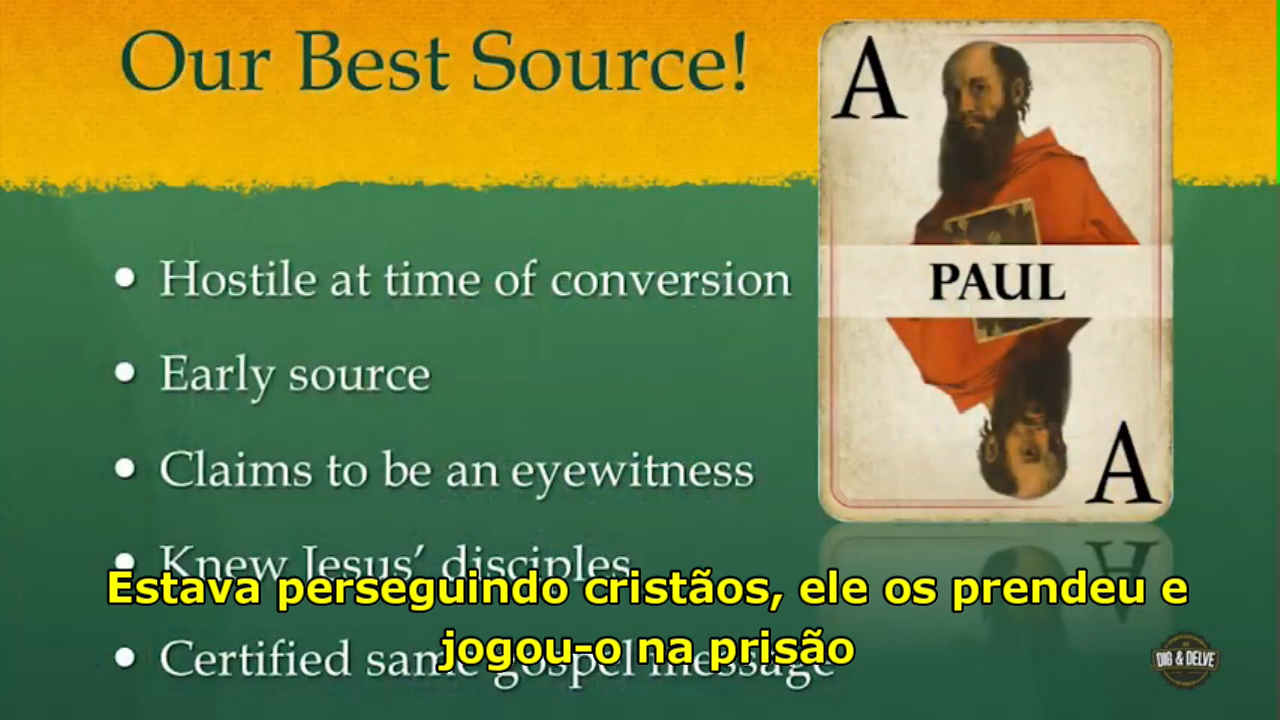 Our Best Source!
A
PAUL
A
• Hostile at time of conversion
• Early source
• Claims to be an eyewitness
• Knew Jesus’ disciples
Estava perseguindo cristãos, ele os prendeu e
jogou-o na prisão
• Certified same gospel message
DIG & DELVE